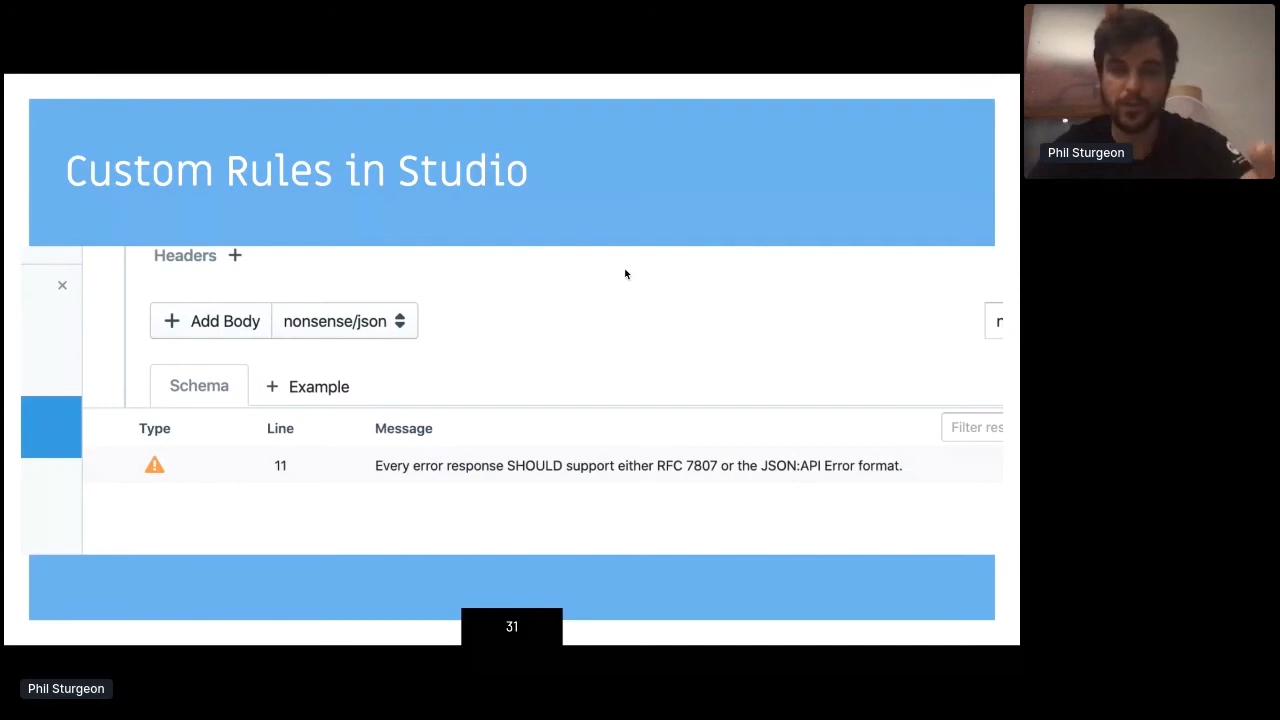 Custom Rules in Studio
Headers +
× 
+ Add Body nonsense/json
Schema + Example
Type Line Message Filter res
11 Every error response SHOULD support either RFC 7807 or the JSON:API Error format.
31
Phil Sturgeon
Phil Sturgeon